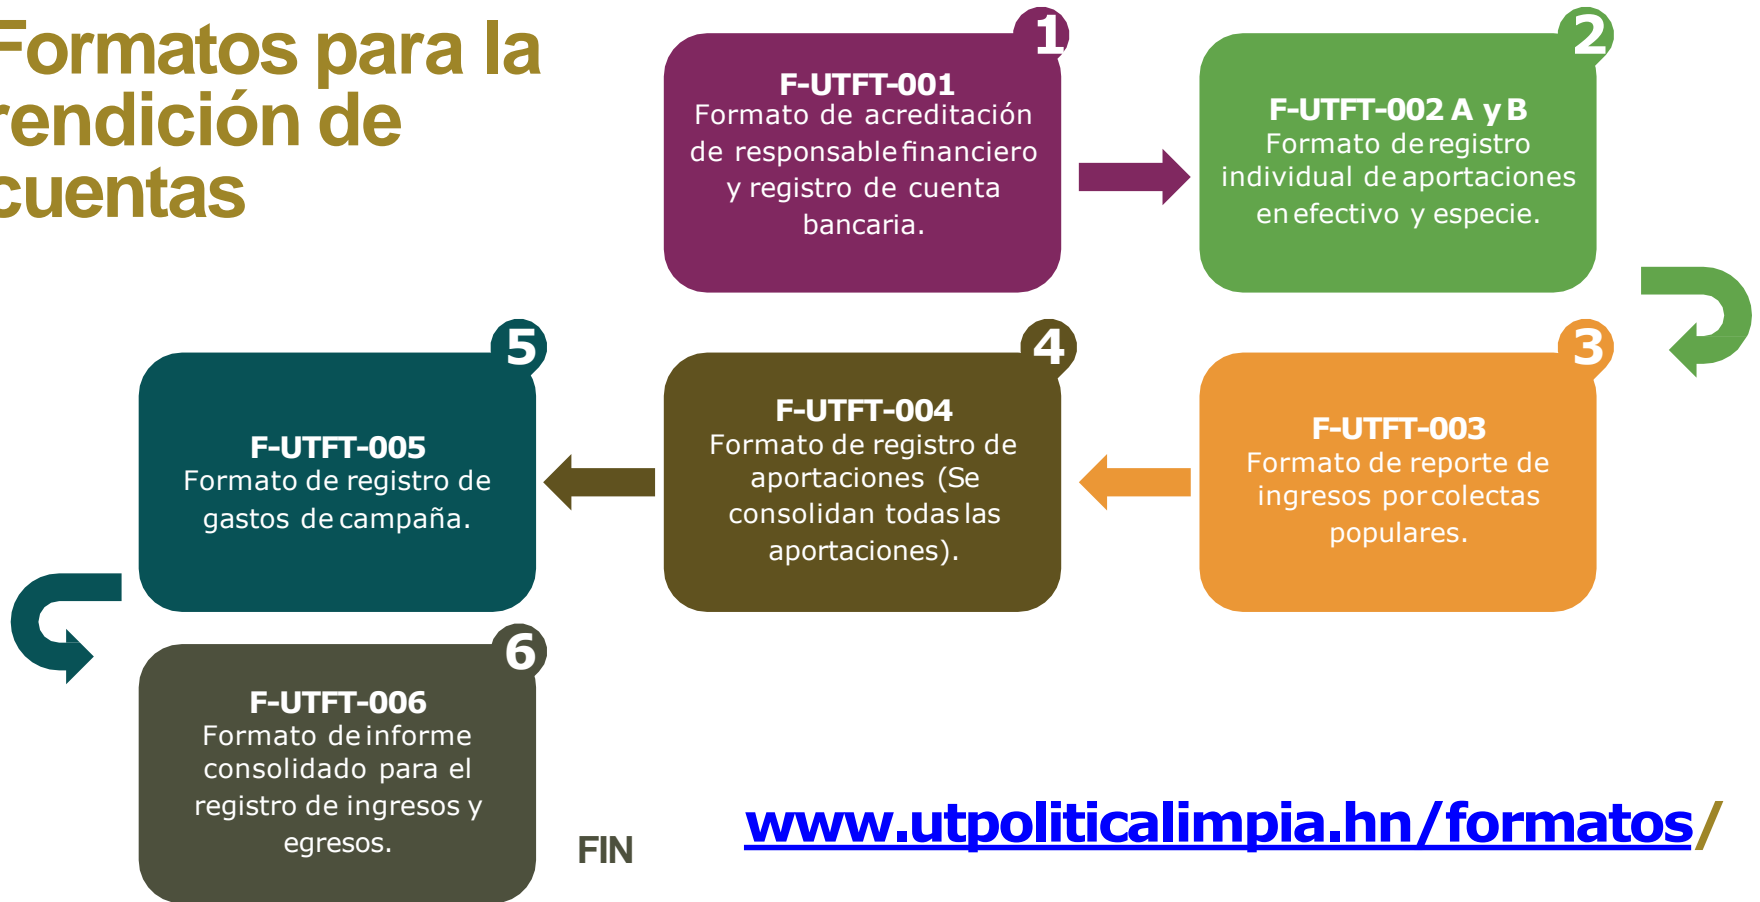 Formatos para la
rendición de
cuentas
1
F-UTFT-001
Formato de acreditación
de responsable financiero
y registro de cuenta
bancaria.
2
F-UTFT-002 A y B
Formato de registro
individual de aportaciones
en efectivo y especie.
3
F-UTFT-003
Formato de reporte de
ingresos por colectas
populares.
4
F-UTFT-004
Formato de registro de
aportaciones (Se
consolidan todas las
aportaciones).
5
F-UTFT-005
Formato de registro de
gastos de campaña.
6
F-UTFT-006
Formato de informe
consolidado para el
registro de ingresos y
egresos.
FIN
www.utpoliticalimpia.hn/formatos/